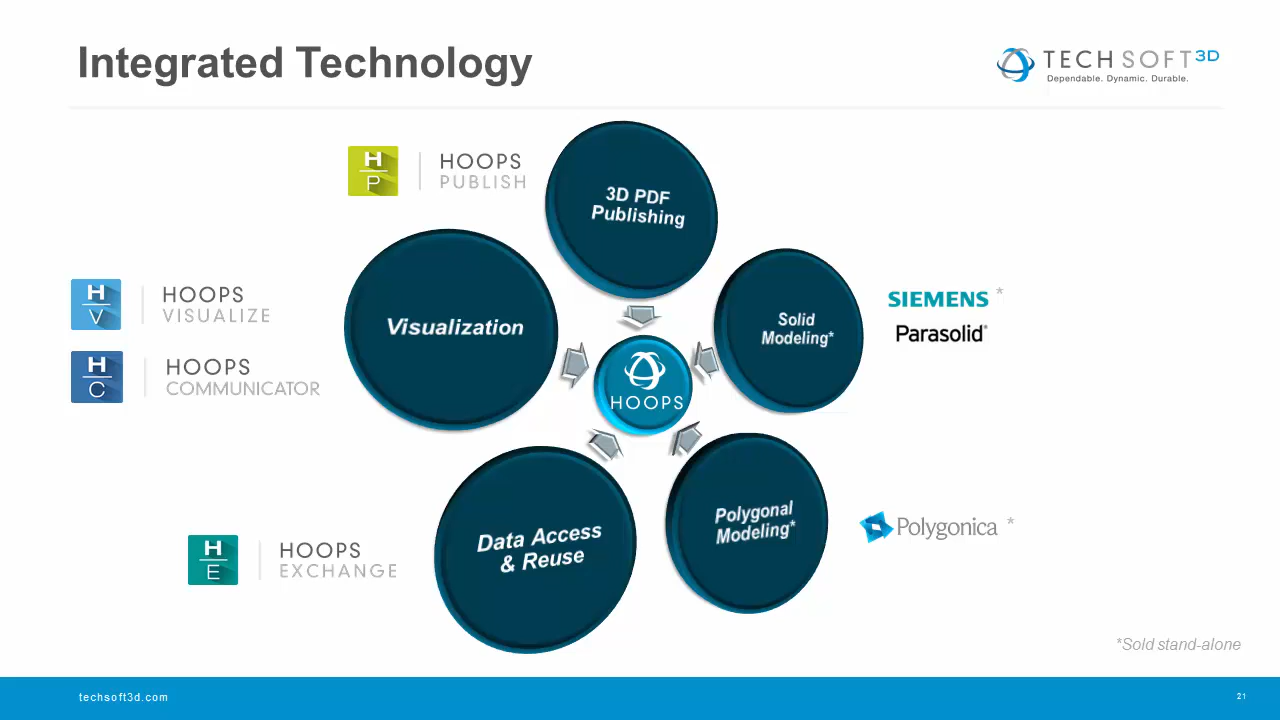 Integrated Technology
TECH SOFT 3D
Dependable. Dynamic. Durable.
H
P
HOOPS
PUBLISH
3D PDF
Publishing
H
V
HOOPS
VISUALIZE
H
C
HOOPS
COMMUNICATOR
Visualization
Solid
Modeling*
SIEMENS *
Parasolid®
HOOPS
H
E
HOOPS
EXCHANGE
Data Access
& Reuse
Polygonal
Modeling*
Polygonica *
*Sold stand-alone
techsoft3d.com
21